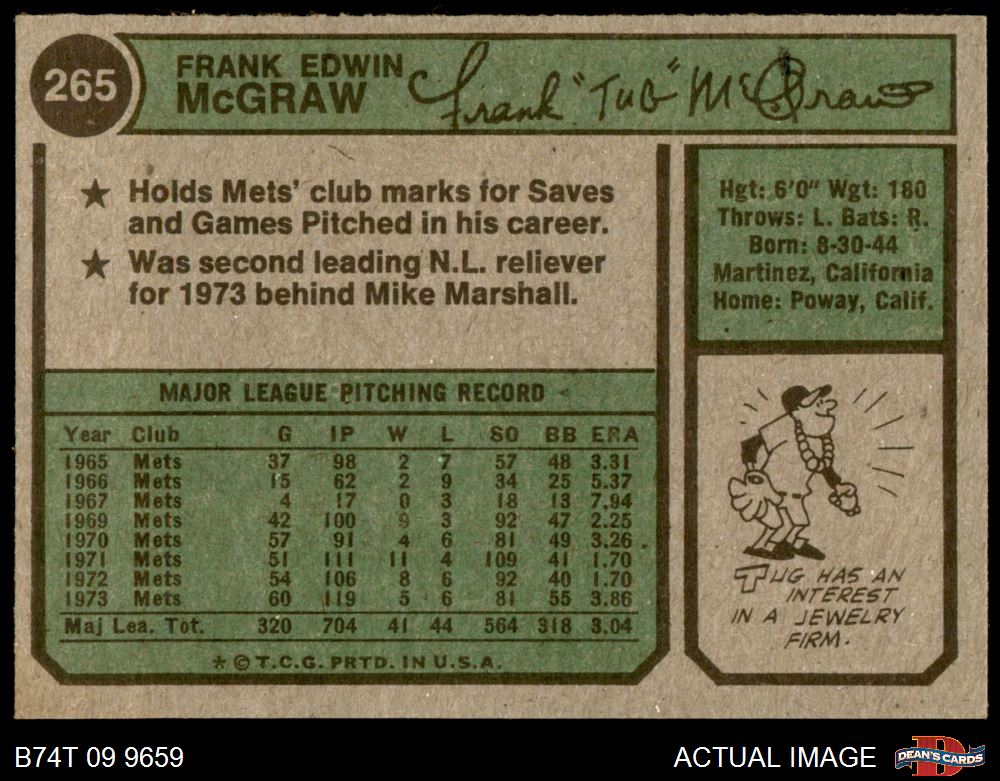 265
FRANK EDWIN
McGRAW
Frank "Tug" McGraw
★ Holds Mets' club marks for Saves
and Games Pitched in his career.
★ Was second leading N.L. reliever
for 1973 behind Mike Marshall.
Hgt: 6'0" Wgt: 180
Throws: L. Bats: R.
Born: 8-30-44
Martinez, California
Home: Poway, Calif.
MAJOR LEAGUE PITCHING RECORD
Year Club G IP W L SO BB ERA
1965 Mets 37 98 2 7 57 48 3.31
1966 Mets 15 62 2 9 34 25 5.37
1967 Mets 4 17 0 3 18 13 7.94
1969 Mets 42 100 9 3 92 47 2.25
1970 Mets 57 91 4 6 81 49 3.26
1971 Mets 51 111 11 4 109 41 1.70
1972 Mets 54 106 8 6 92 40 1.70
1973 Mets 60 119 5 6 81 55 3.86
Maj Lea. Tot. 320 704 41 44 564 318 3.04
* © T.C.G. PRTD. IN U.S.A.
TUG HAS AN
INTEREST
IN A JEWELRY
FIRM.
B74T 09 9659
ACTUAL IMAGE
D
DEAN'S CARDS